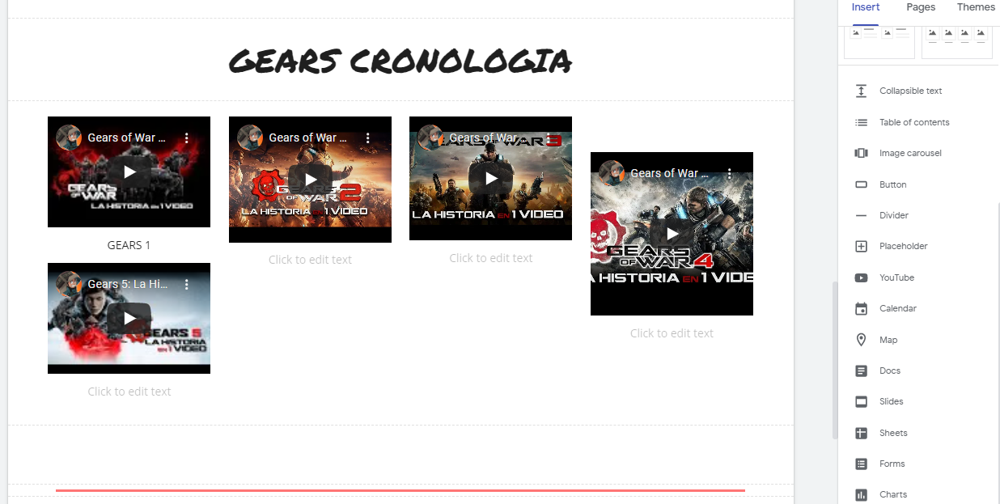 Insert
Pages
Themes
GEARS CRONOLOGIA
Gears of War ...
GEARS
OF WAR
LA HISTORIA EN 1 VIDEO
GEARS 1
Gears of War ...
GEARS
OF WAR 2
LA HISTORIA EN 1 VIDEO
Click to edit text
Gears of War ...
GEARS OF WAR 3
LA HISTORIA EN 1 VIDEO
Click to edit text
Gears of War ...
GEARS
OF WAR 4
A HISTORIA EN 1 VIDE
Click to edit text
Gears 5: La Hi...
GEARS 5
LA HISTORIA
EN 1 VIDEO
Click to edit text
Collapsible text
Table of contents
Image carousel
Button
Divider
Placeholder
YouTube
Calendar
Map
Docs
Slides
Sheets
Forms
Charts